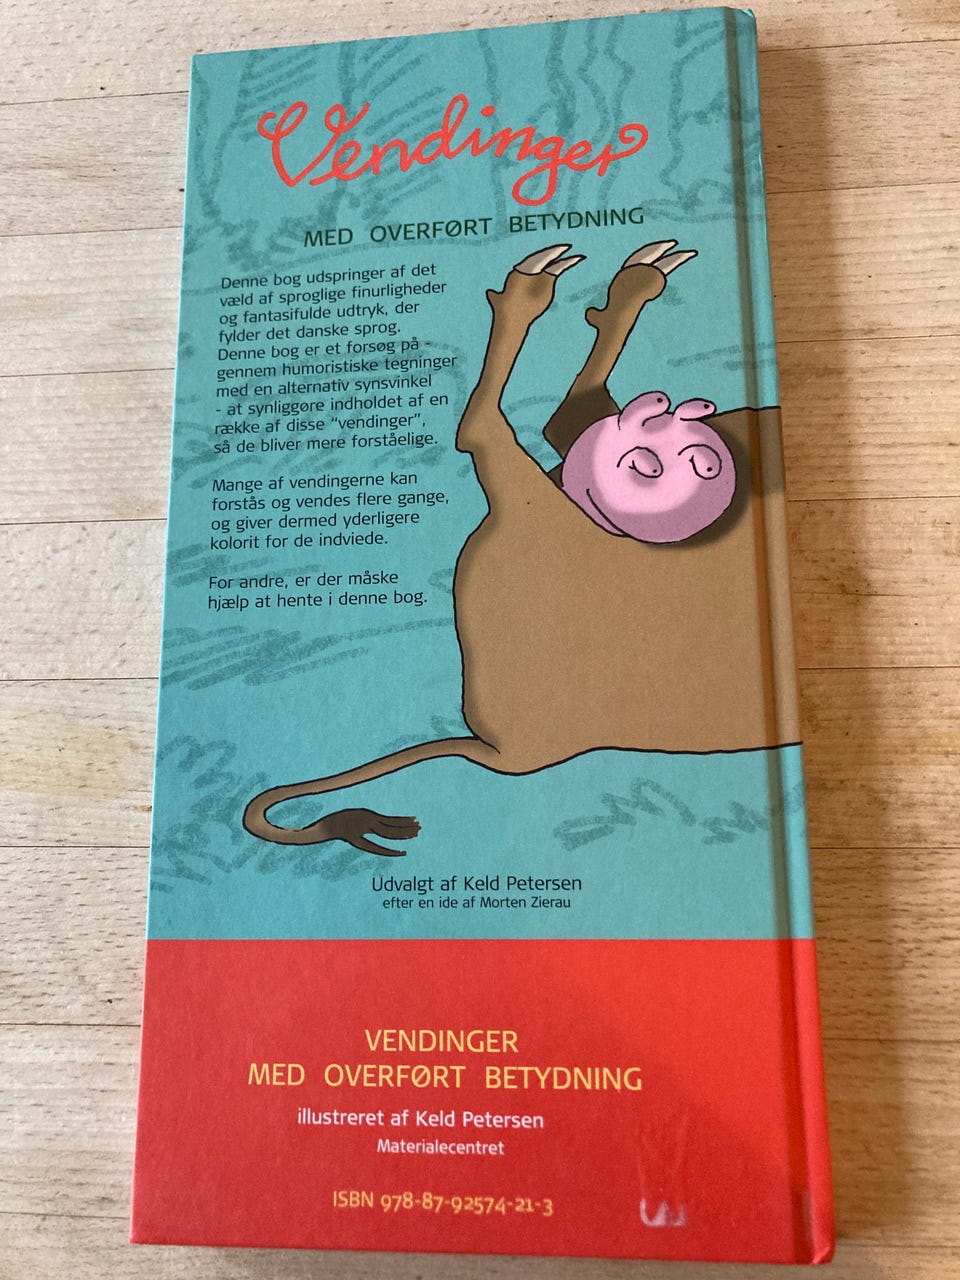 Vendinger
MED OVERFØRT BETYDNING
Denne bog udspringer af det
væld af sproglige finurligheder
og fantasifulde udtryk, der
fylder det danske sprog.
Denne bog er et forsøg på -
gennem humoristiske tegninger
med en alternativ synsvinkel
- at synliggøre indholdet af en
række af disse "vendinger",
så de bliver mere forståelige.
Mange af vendingerne kan
forstås og vendes flere gange,
og giver dermed yderligere
kolorit for de indviede.
For andre, er der måske
hjælp at hente i denne bog.
Udvalgt af Keld Petersen
efter en ide af Morten Zierau
VENDINGER
MED OVERFØRT BETYDNING
illustreret af Keld Petersen
Materialecentret
ISBN 978-87-92574-21-3